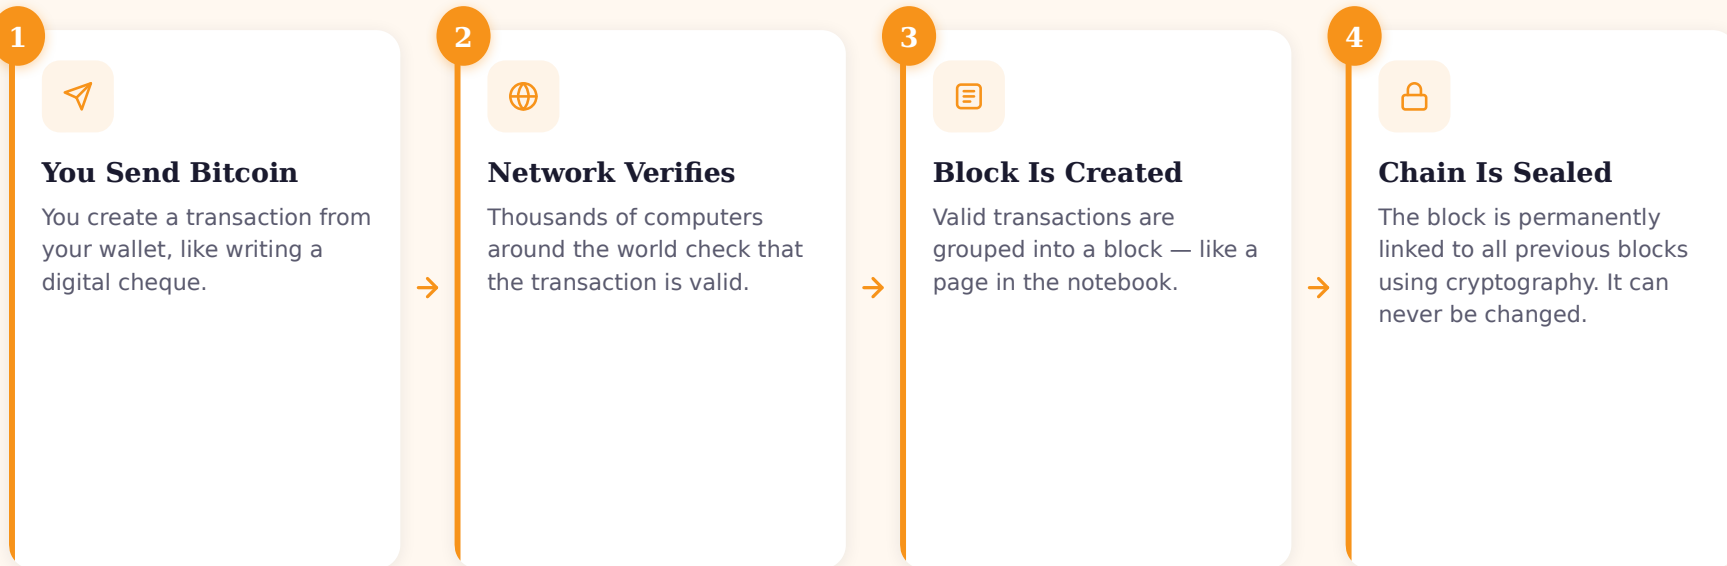 1
You Send Bitcoin
You create a transaction from
your wallet, like writing a
digital cheque.
2
Network Verifies
Thousands of computers
around the world check that
the transaction is valid.
3
Block Is Created
Valid transactions are
grouped into a block — like a
page in the notebook.
4
Chain Is Sealed
The block is permanently
linked to all previous blocks
using cryptography. It can
never be changed.